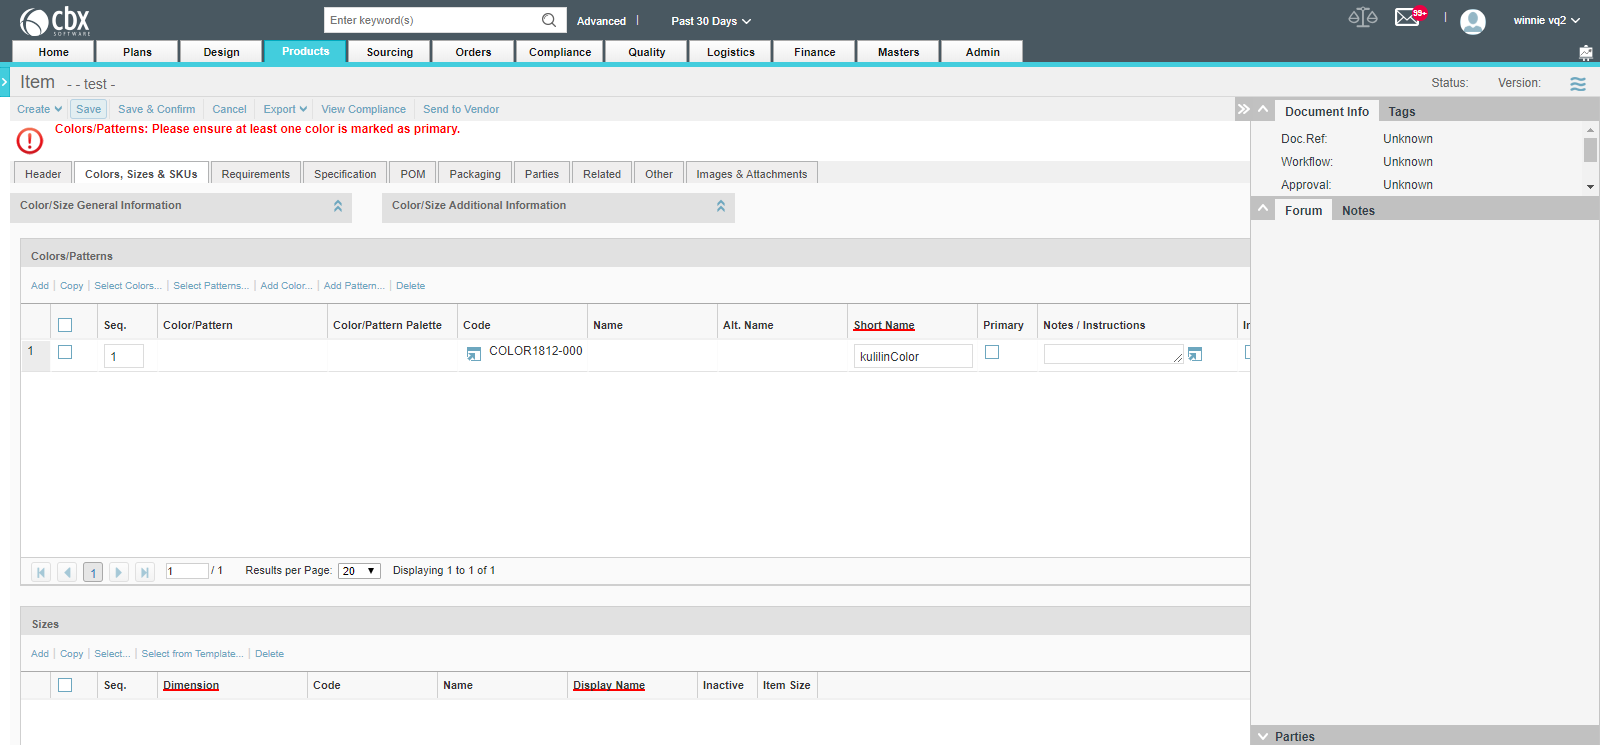 cbx
SOFTWARE
Enter keyword(s)
Advanced
Past 30 Days
99+
winnie vq2
Home
Plans
Design
Products
Sourcing
Orders
Compliance
Quality
Logistics
Finance
Masters
Admin
Item - - test -
Status:
Version:
Create
Save
Save & Confirm
Cancel
Export
View Compliance
Send to Vendor
Colors/Patterns: Please ensure at least one color is marked as primary.
Header
Colors, Sizes & SKUs
Requirements
Specification
POM
Packaging
Parties
Related
Other
Images & Attachments
Color/Size General Information
Color/Size Additional Information
Colors/Patterns
Add | Copy | Select Colors... | Select Patterns... | Add Color... | Add Pattern... | Delete
Seq.
Color/Pattern
Color/Pattern Palette
Code
Name
Alt. Name
Short Name
Primary
Notes / Instructions
1
1
COLOR1812-000
kulilinColor
1
1 / 1
Results per Page: 20
Displaying 1 to 1 of 1
Sizes
Add | Copy | Select... | Select from Template... | Delete
Seq.
Dimension
Code
Name
Display Name
Inactive
Item Size
Document Info
Tags
Doc.Ref: Unknown
Workflow: Unknown
Approval: Unknown
Forum
Notes
Parties